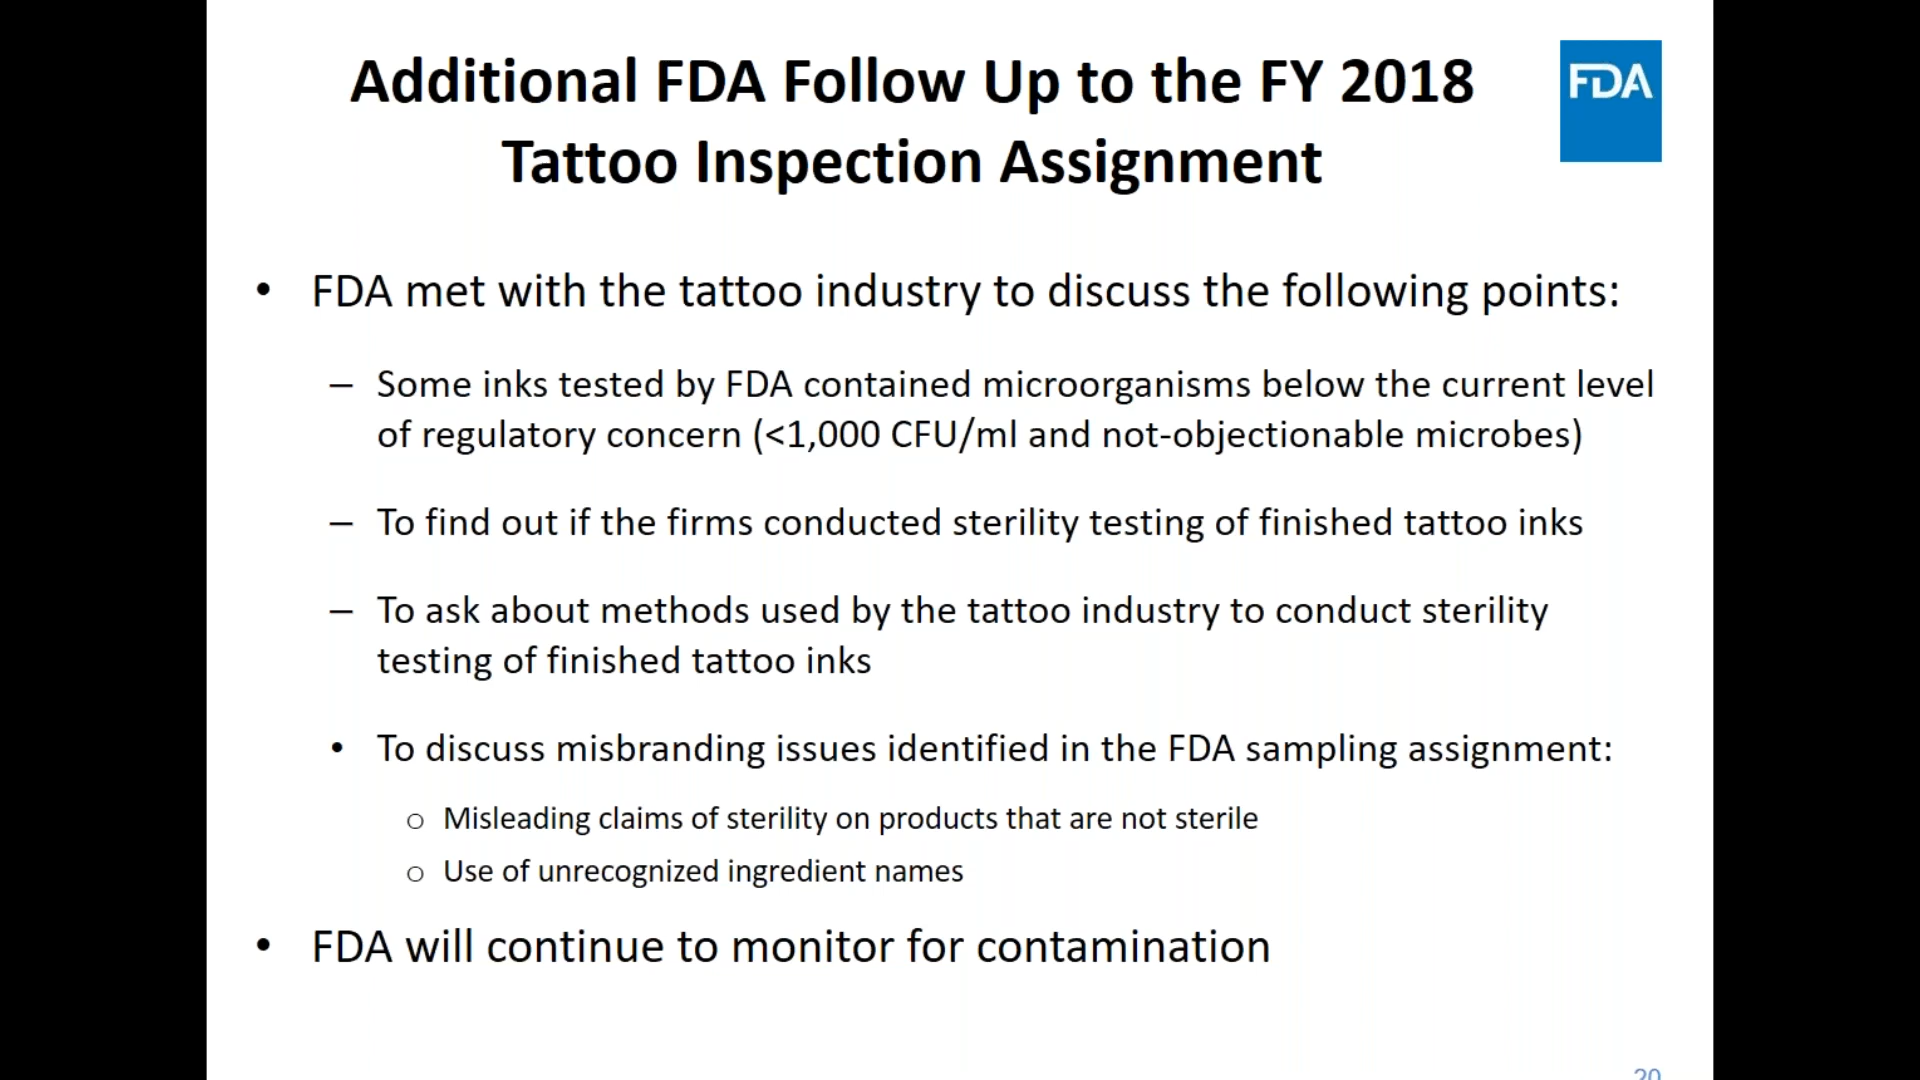 Additional FDA Follow Up to the FY 2018
Tattoo Inspection Assignment
FDA
• FDA met with the tattoo industry to discuss the following points:
– Some inks tested by FDA contained microorganisms below the current level
of regulatory concern (<1,000 CFU/ml and not-objectionable microbes)
– To find out if the firms conducted sterility testing of finished tattoo inks
– To ask about methods used by the tattoo industry to conduct sterility
testing of finished tattoo inks
• To discuss misbranding issues identified in the FDA sampling assignment:
o Misleading claims of sterility on products that are not sterile
o Use of unrecognized ingredient names
• FDA will continue to monitor for contamination
20